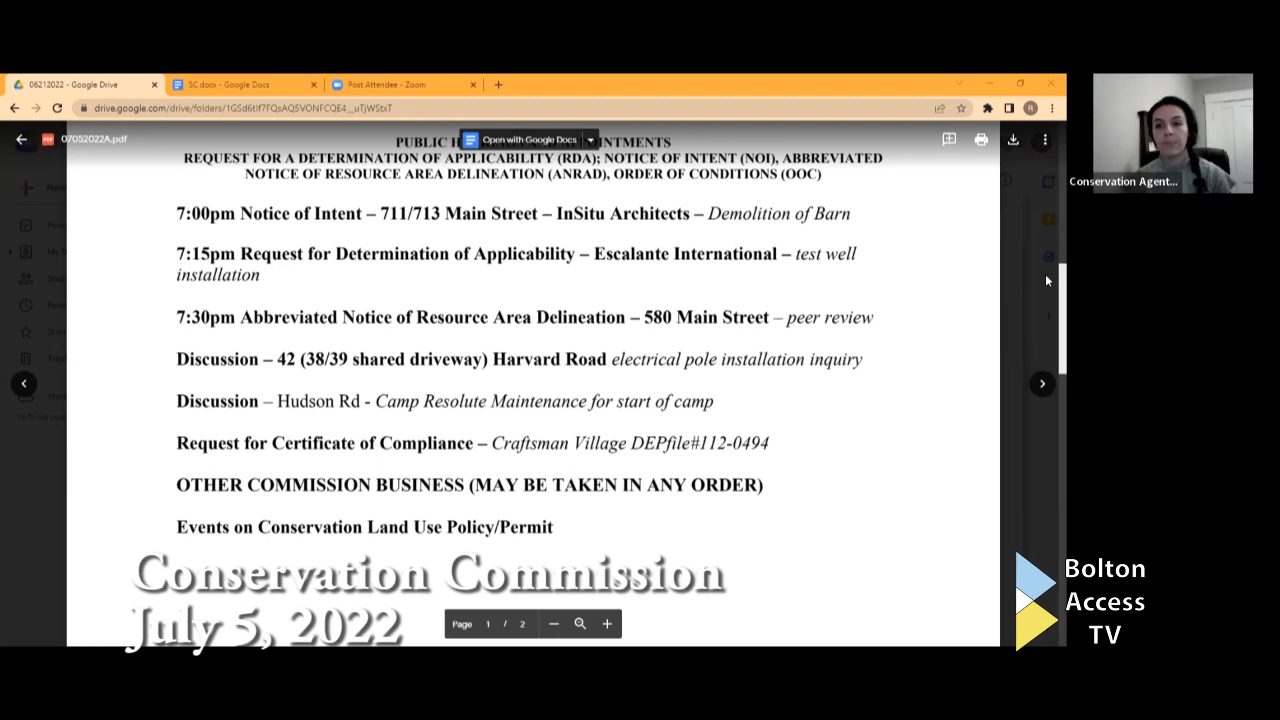 06212022 - Google Drive
SC.docx - Google Docs
Post Attendee - Zoom
07052022A.pdf
Open with Google Docs
REQUEST FOR A DETERMINATION OF APPLICABILITY (RDA); NOTICE OF INTENT (NOI), ABBREVIATED
NOTICE OF RESOURCE AREA DELINEATION (ANRAD), ORDER OF CONDITIONS (OOC)
7:00pm Notice of Intent – 711/713 Main Street – InSitu Architects – Demolition of Barn
7:15pm Request for Determination of Applicability – Escalante International – test well
installation
7:30pm Abbreviated Notice of Resource Area Delineation – 580 Main Street – peer review
Discussion – 42 (38/39 shared driveway) Harvard Road electrical pole installation inquiry
Discussion – Hudson Rd - Camp Resolute Maintenance for start of camp
Request for Certificate of Compliance – Craftsman Village DEPfile#112-0494
OTHER COMMISSION BUSINESS (MAY BE TAKEN IN ANY ORDER)
Events on Conservation Land Use Policy/Permit
Conservation Commission
July 5, 2022
Page 1 / 2
Conservation Agent...
Bolton
Access
TV